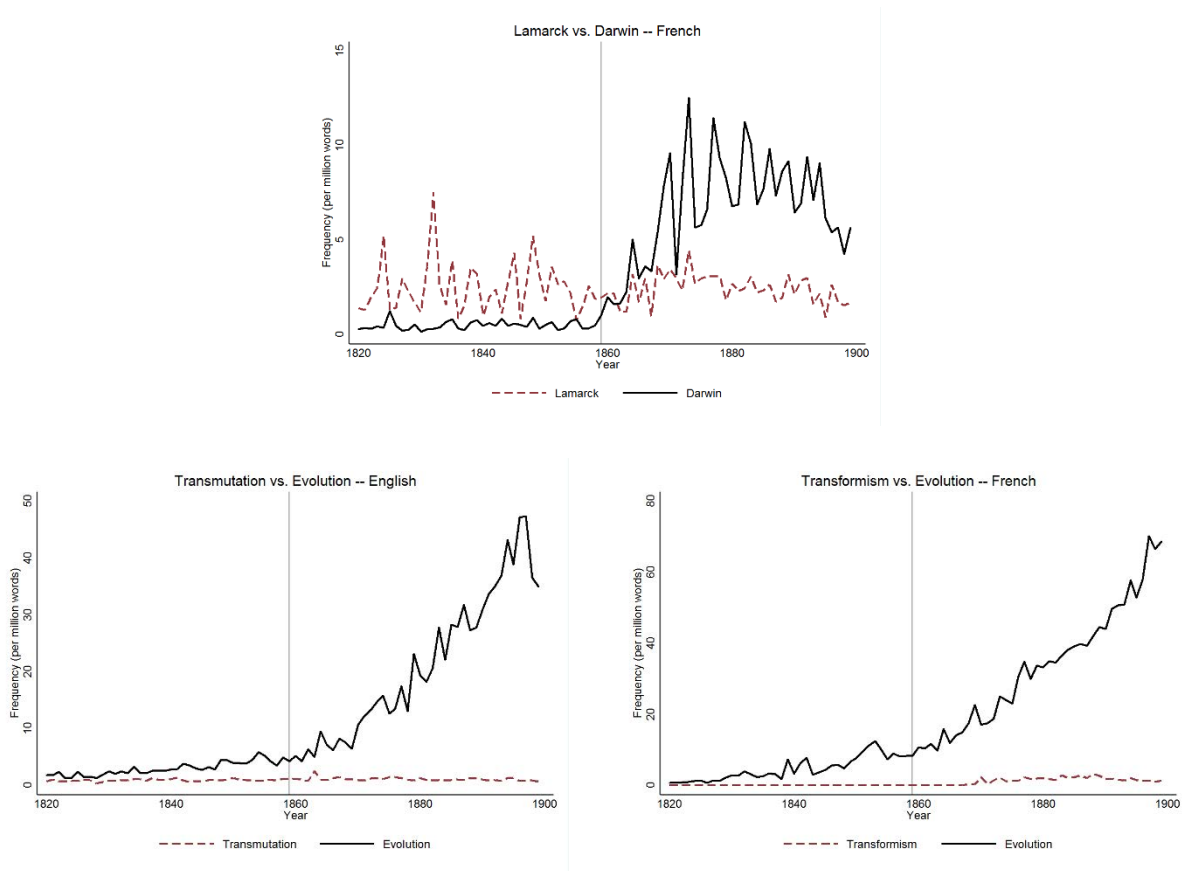 Lamarck vs. Darwin -- French
Frequency (per million words)
15
10
5
0
1820 1840 1860 1880 1900
Year
Lamarck Darwin
Transmutation vs. Evolution -- English
Frequency (per million words)
50
40
30
20
10
0
1820 1840 1860 1880 1900
Year
Transmutation Evolution
Transformism vs. Evolution -- French
Frequency (per million words)
80
60
40
20
0
1820 1840 1860 1880 1900
Year
Transformism Evolution